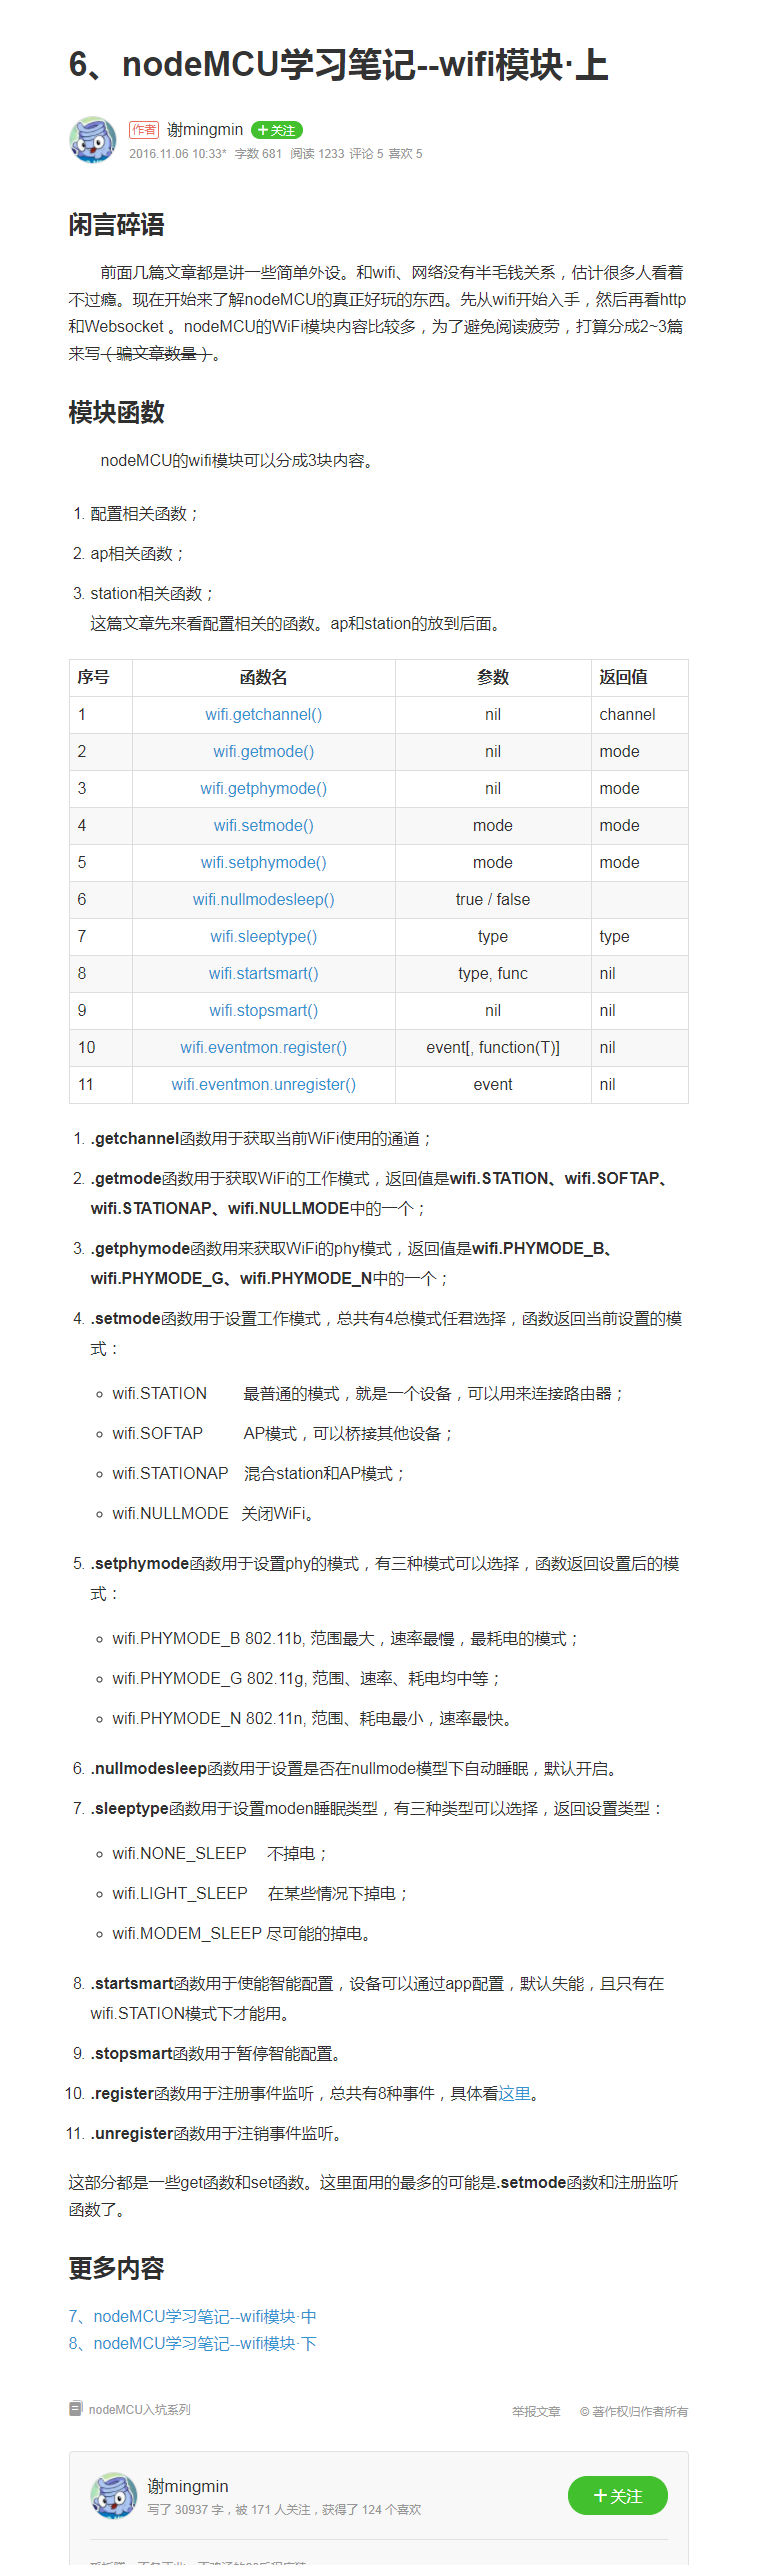 6、nodeMCU学习笔记--wifi模块·上
作者 谢mingmin +关注
2016.11.06 10:33* 字数 681 阅读 1233 评论 5 喜欢 5
闲言碎语
前面几篇文章都是讲一些简单外设。和wifi、网络没有半毛钱关系，估计很多人看着
不过瘾。现在开始来了解nodeMCU的真正好玩的东西。先从wifi开始入手，然后再看http
和Websocket 。nodeMCU的WiFi模块内容比较多，为了避免阅读疲劳，打算分成2~3篇
来写（骗文章数量）。
模块函数
nodeMCU的wifi模块可以分成3块内容。
1. 配置相关函数；
2. ap相关函数；
3. station相关函数；
这篇文章先来看配置相关的函数。ap和station的放到后面。
序号 函数名 参数 返回值
1 wifi.getchannel() nil channel
2 wifi.getmode() nil mode
3 wifi.getphymode() nil mode
4 wifi.setmode() mode mode
5 wifi.setphymode() mode mode
6 wifi.nullmodesleep() true / false
7 wifi.sleeptype() type type
8 wifi.startsmart() type, func nil
9 wifi.stopsmart() nil nil
10 wifi.eventmon.register() event[, function(T)] nil
11 wifi.eventmon.unregister() event nil
1. .getchannel函数用于获取当前WiFi使用的通道；
2. .getmode函数用于获取WiFi的工作模式，返回值是wifi.STATION、wifi.SOFTAP、
wifi.STATIONAP、wifi.NULLMODE中的一个；
3. .getphymode函数用来获取WiFi的phy模式，返回值是wifi.PHYMODE_B、
wifi.PHYMODE_G、wifi.PHYMODE_N中的一个；
4. .setmode函数用于设置工作模式，总共有4总模式任君选择，函数返回当前设置的模
式：
wifi.STATION 最普通的模式，就是一个设备，可以用来连接路由器；
wifi.SOFTAP AP模式，可以桥接其他设备；
wifi.STATIONAP 混合station和AP模式；
wifi.NULLMODE 关闭WiFi。
5. .setphymode函数用于设置phy的模式，有三种模式可以选择，函数返回设置后的模
式：
wifi.PHYMODE_B 802.11b, 范围最大，速率最慢，最耗电的模式；
wifi.PHYMODE_G 802.11g, 范围、速率、耗电均中等；
wifi.PHYMODE_N 802.11n, 范围、耗电最小，速率最快。
6. .nullmodesleep函数用于设置是否在nullmode模型下自动睡眠，默认开启。
7. .sleeptype函数用于设置moden睡眠类型，有三种类型可以选择，返回设置类型：
wifi.NONE_SLEEP 不掉电；
wifi.LIGHT_SLEEP 在某些情况下掉电；
wifi.MODEM_SLEEP 尽可能的掉电。
8. .startsmart函数用于使能智能配置，设备可以通过app配置，默认失能，且只有在
wifi.STATION模式下才能用。
9. .stopsmart函数用于暂停智能配置。
10. .register函数用于注册事件监听，总共有8种事件，具体看这里。
11. .unregister函数用于注销事件监听。
这部分都是一些get函数和set函数。这里面用的最多的可能是.setmode函数和注册监听
函数了。
更多内容
7、nodeMCU学习笔记--wifi模块·中
8、nodeMCU学习笔记--wifi模块·下
nodeMCU入坑系列 举报文章 © 著作权归作者所有
谢mingmin +关注
写了 30937 字，被 171 人关注，获得了 124 个喜欢